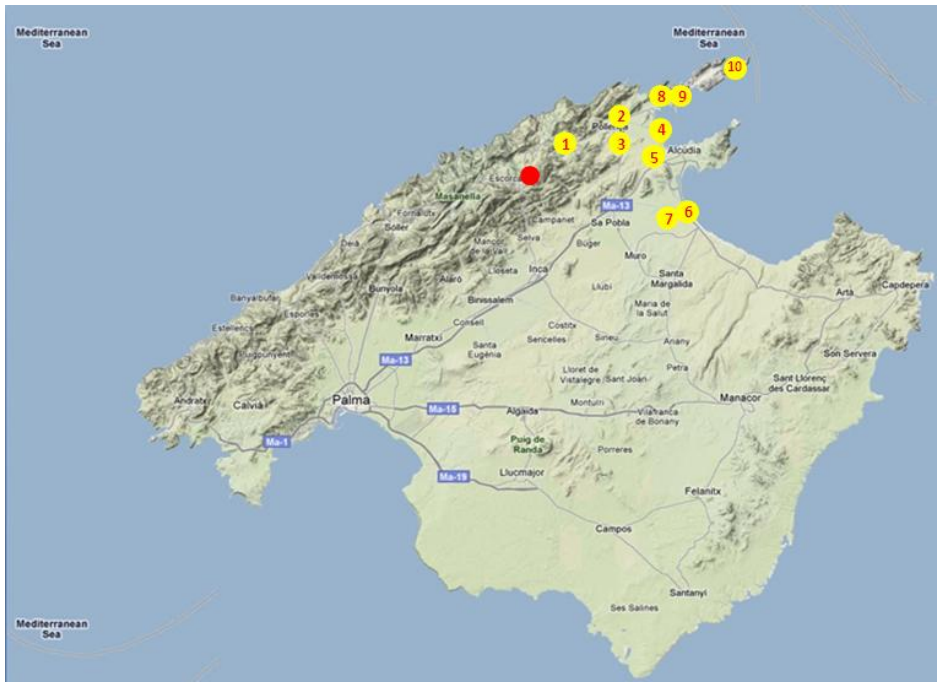 Mediterranean
Sea
Mediterranean
Sea
10
8
9
2
Pollença
4
1
3
5
Alcúdia
Escorca
Masanella
Ma-13
6
7
Fornalutx
Sóller
Campanet
Sa Pobla
Selva
Búger
Mancor
de la Vall
Deià
Muro
Lloseta
Inca
Valldemossa
Alaró
Santa
Margalida
Llubí
Bunyola
Artà
Capdepera
Banyalbufar
Binissalem
Maria de
la Salut
Esporles
Consell
Costitx
Estellencs
Marratxi
Sencelles
Sineu
Ariany
Santa
Eugènia
Son Servera
Puigpunyent
Ma-13
Lloret de
Vistalegre
Sant Joan
Petra
Sant Llorenç
des Cardassar
Andratx
Calvià
Palma
Ma-15
Algaida
Montuïri
Vilafranca
de Bonany
Manacor
Ma-1
Puig de
Randa
Porreres
Ma-19
Llucmajor
Felanitx
Campos
Santanyí
Ses Salines
Mediterranean
Sea